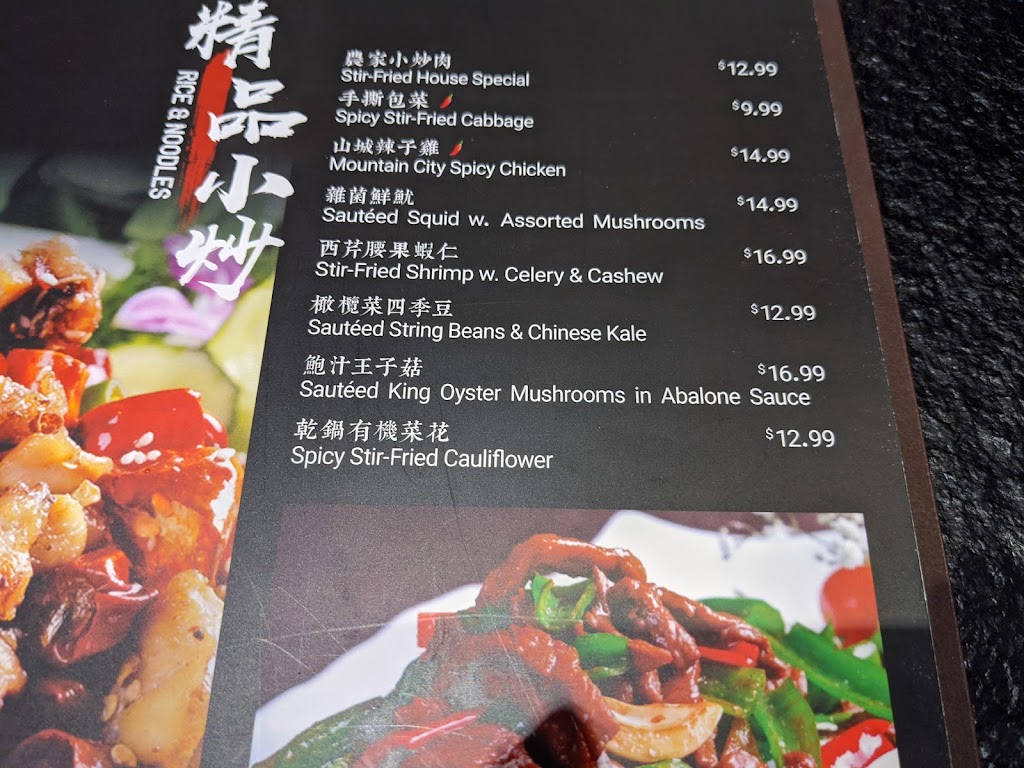 精品小炒
RICE & NOODLES
農家小炒肉
Stir-Fried House Special
$12.99
手撕包菜
Spicy Stir-Fried Cabbage
$9.99
山城辣子雞
Mountain City Spicy Chicken
$14.99
雜菌鮮魷
Sautéed Squid w. Assorted Mushrooms
$14.99
西芹腰果蝦仁
Stir-Fried Shrimp w. Celery & Cashew
$16.99
橄欖菜四季豆
Sautéed String Beans & Chinese Kale
$12.99
鮑汁王子菇
Sautéed King Oyster Mushrooms in Abalone Sauce
$16.99
乾鍋有機菜花
Spicy Stir-Fried Cauliflower
$12.99